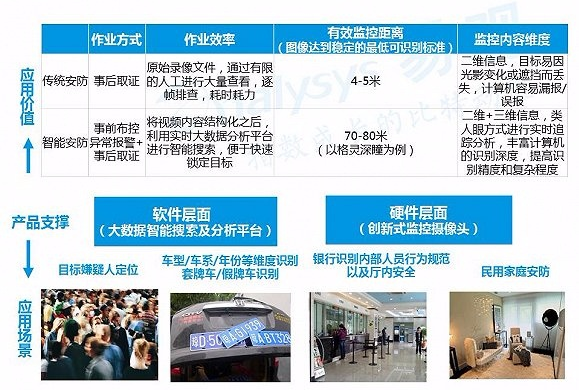 作业方式
作业效率
有效监控距离
（图像达到稳定的最低可识别标准）
监控内容维度
应用价值
传统安防
事后取证
原始录像文件，通过有限
的人工进行大量查看，逐
帧排查，耗时耗力
4-5米
二维信息，目标易因
光影变化或遮挡而丢
失，计算机容易漏报/
误报
智能安防
事前布控
异常报警+
事后取证
将视频内容结构化之后，
利用实时大数据分析平台
进行智能搜索，便于快速
锁定目标
70-80米
（以格灵深瞳为例）
二维+三维信息，类
人眼方式进行实时追
踪分析，丰富计算机
的识别深度，提高识
别精度和复杂程度
产品支撑
软件层面
（大数据智能搜索及分析平台）
硬件层面
（创新式监控摄像头）
应用场景
目标嫌疑人定位
车型/车系/年份等维度识别
套牌车/假牌车识别
银行识别内部人员行为规范
以及厅内安全
民用家庭安防